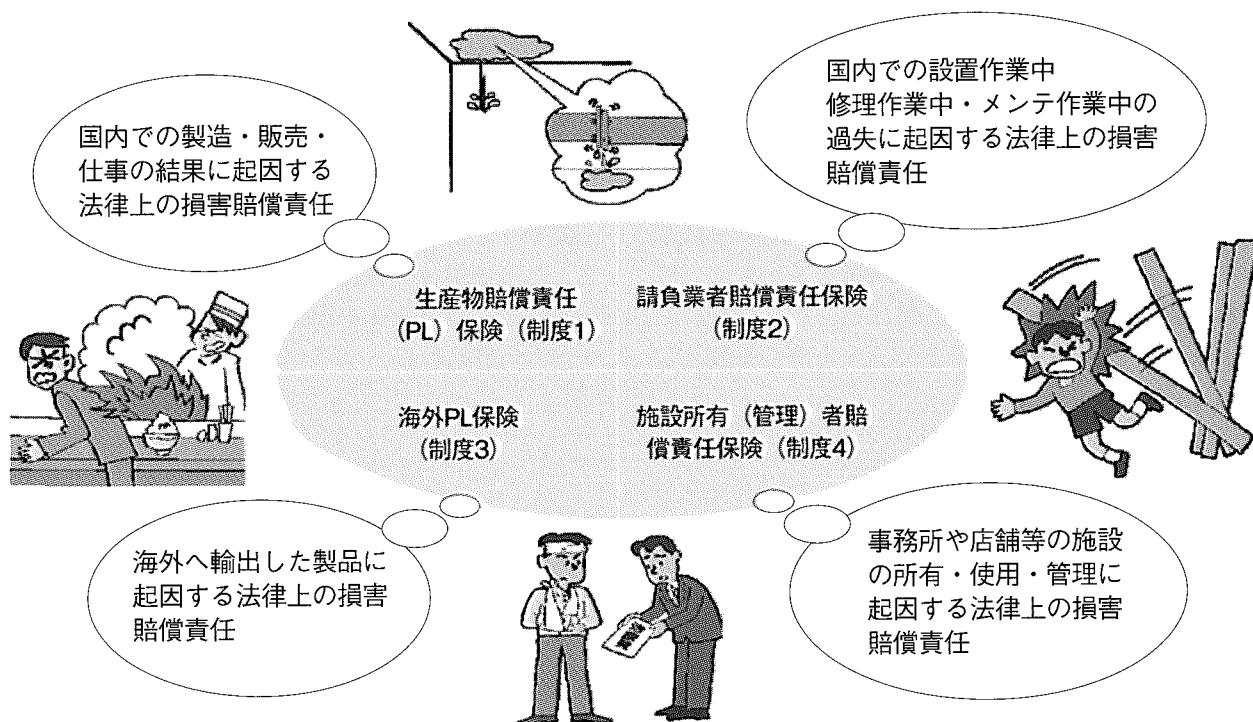 国内での製造・販売・
仕事の結果に起因する
法律上の損害賠償責任
国内での設置作業中
修理作業中・メンテ作業中の
過失に起因する法律上の損害
賠償責任
生産物賠償責任
（PL）保険（制度1）
請負業者賠償責任保険
（制度2）
海外PL保険
（制度3）
施設所有（管理）者賠
償責任保険（制度4）
海外へ輸出した製品に
起因する法律上の損害
賠償責任
事務所や店舗等の施設
の所有・使用・管理に
起因する法律上の損害
賠償責任